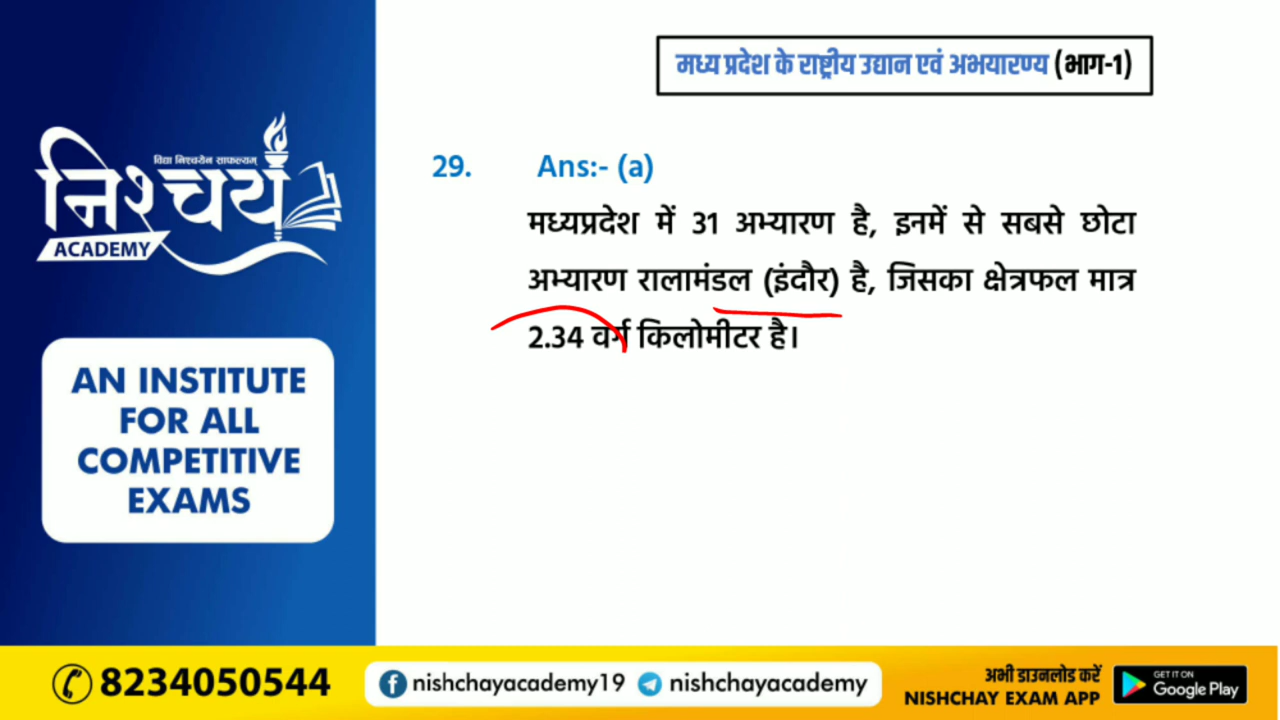 मध्य प्रदेश के राष्ट्रीय उद्यान एवं अभयारण्य (भाग-1)
विद्या निश्चयेन साफल्यम्
निश्चय
ACADEMY
AN INSTITUTE
FOR ALL
COMPETITIVE
EXAMS
29. Ans:- (a)
मध्यप्रदेश में 31 अभ्यारण है, इनमें से सबसे छोटा
अभ्यारण रालामंडल (इंदौर) है, जिसका क्षेत्रफल मात्र
2.34 वर्ग किलोमीटर है।
8234050544
nishchayacademy19 nishchayacademy
अभी डाउनलोड करें
NISHCHAY EXAM APP
GET IT ON
Google Play